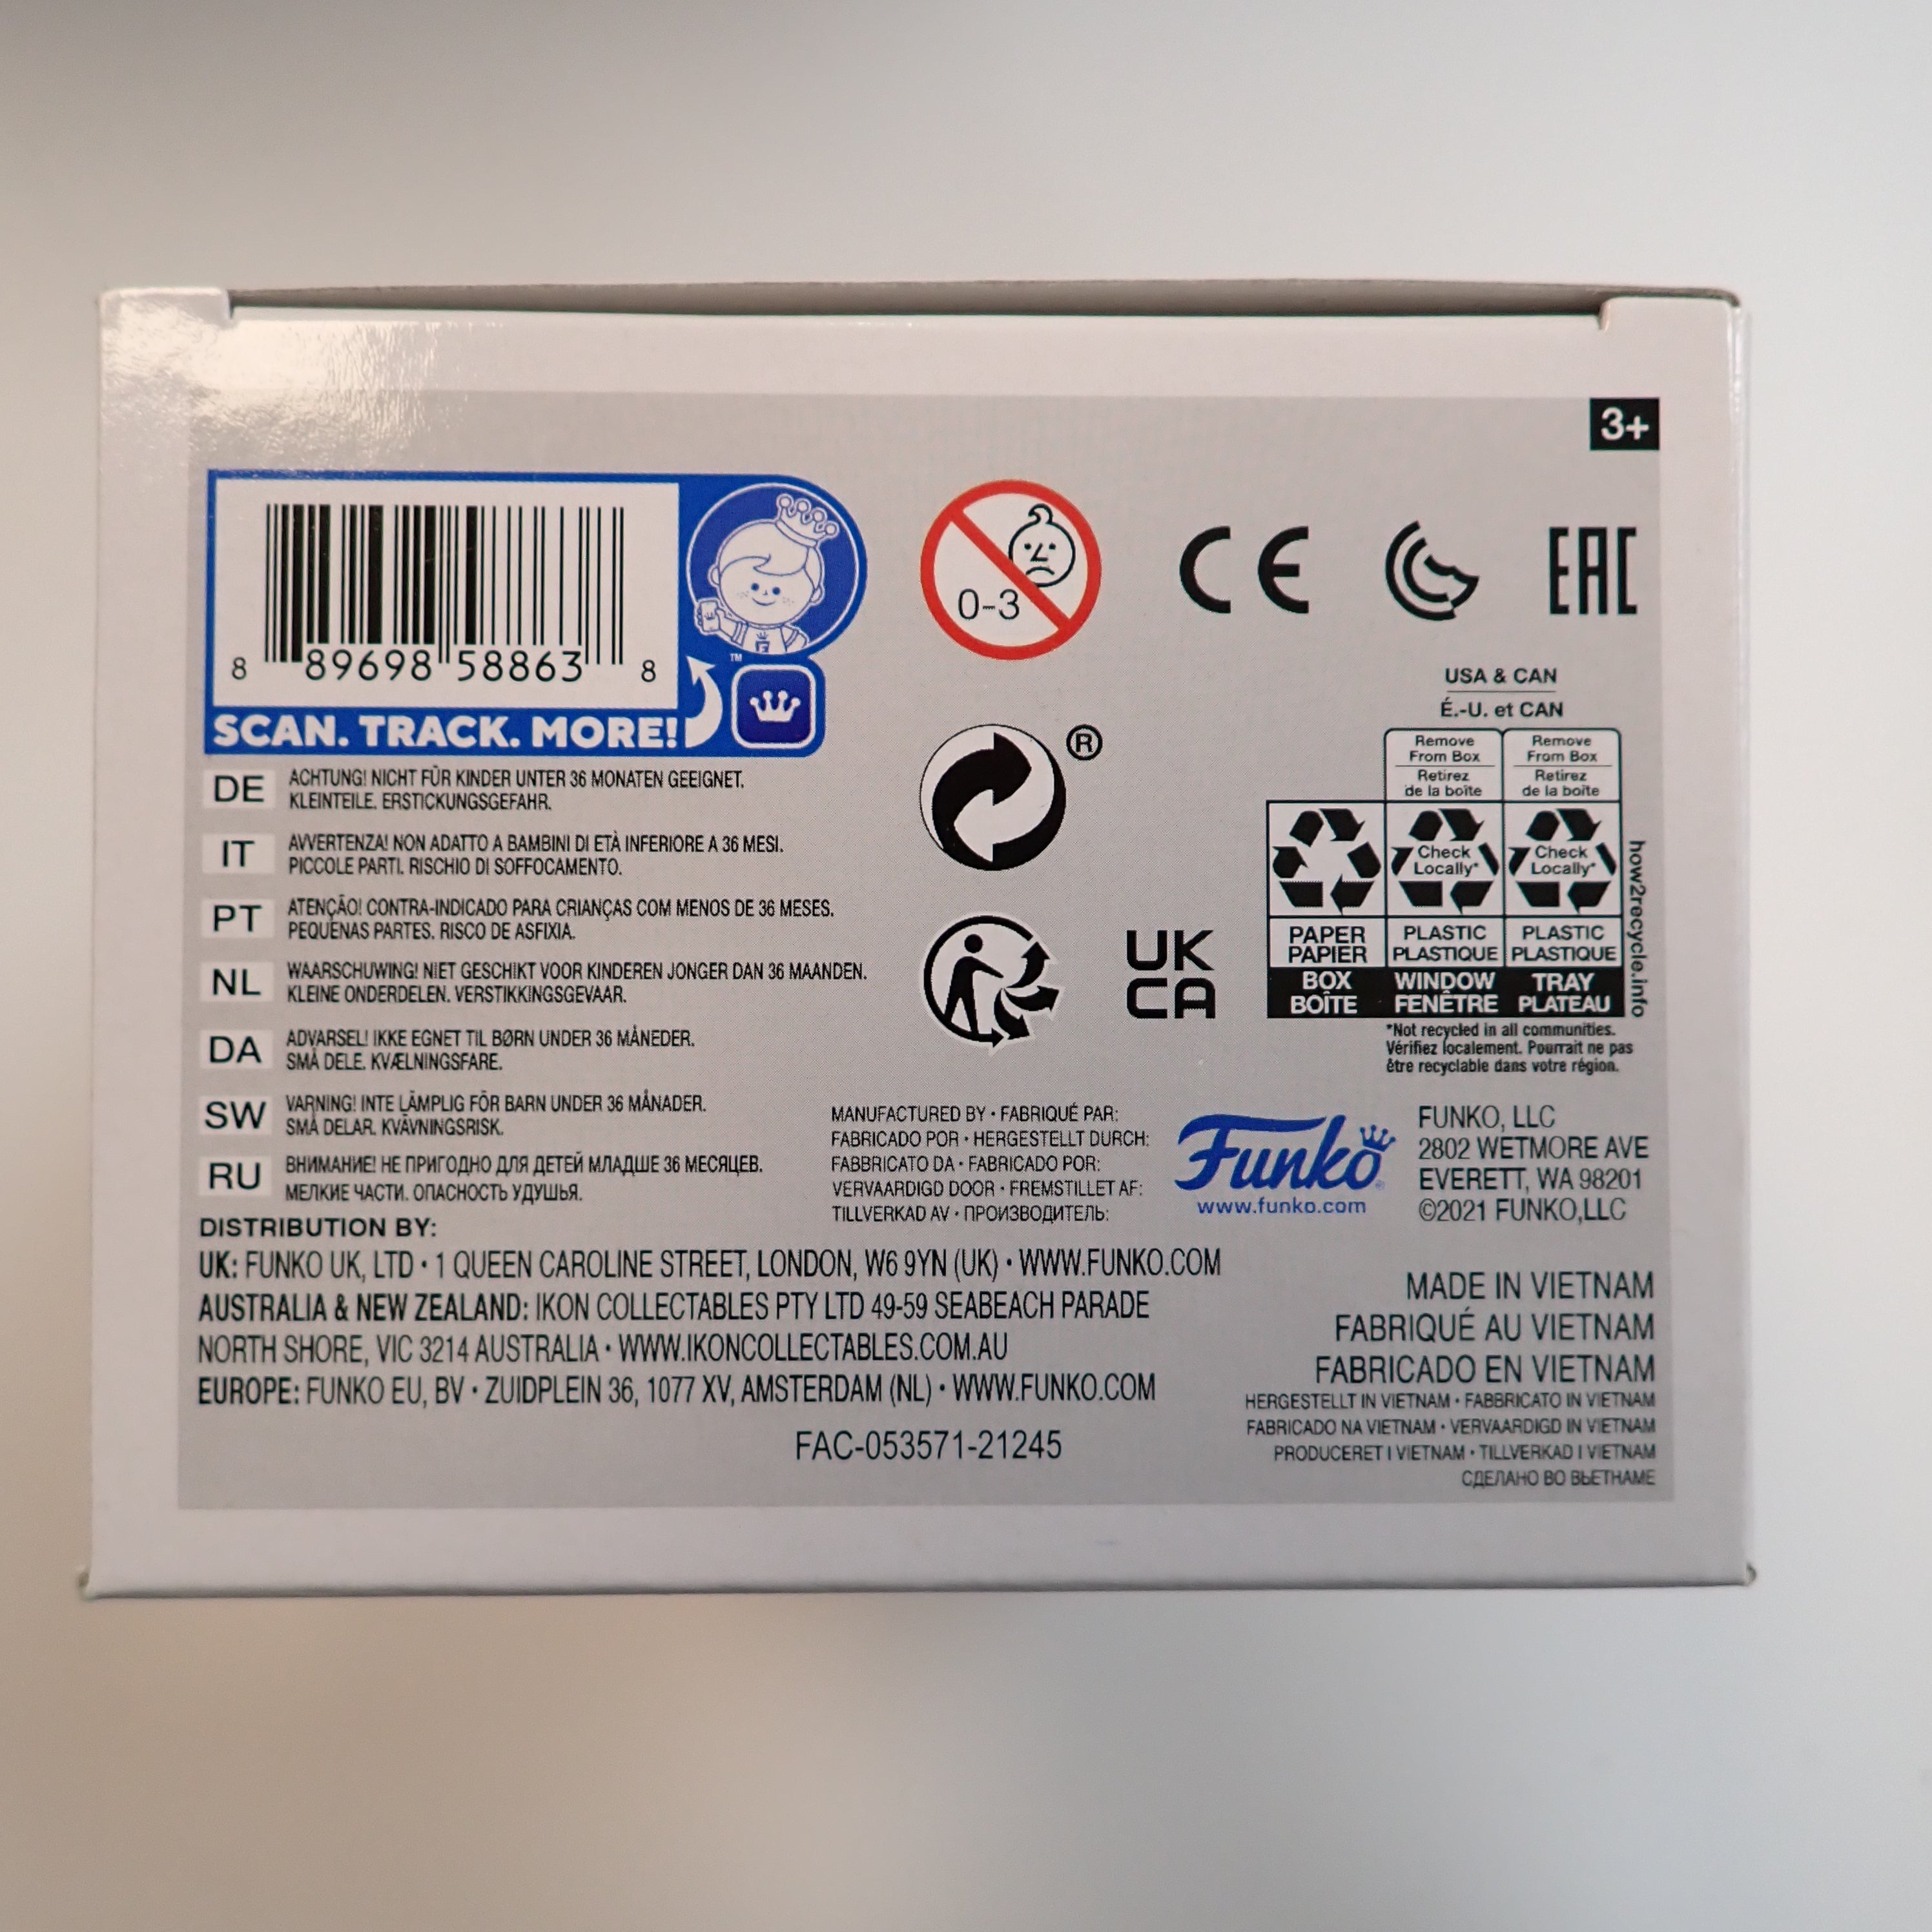 3+
8 89698 58863 8
™
SCAN. TRACK. MORE!
0-3
CE
EAC
USA & CAN
É.-U. et CAN
Remove
From Box
Retirez
de la boîte
Remove
From Box
Retirez
de la boîte
Check
Locally*
Check
Locally*
PAPER
PAPIER
PLASTIC
PLASTIQUE
PLASTIC
PLASTIQUE
BOX
BOÎTE
WINDOW
FENÊTRE
TRAY
PLATEAU
how2recycle.info
*Not recycled in all communities.
Vérifiez localement. Pourrait ne pas
être recyclable dans votre région.
®
UK
CA
DE ACHTUNG! NICHT FÜR KINDER UNTER 36 MONATEN GEEIGNET.
KLEINTEILE. ERSTICKUNGSGEFAHR.
IT AVVERTENZA! NON ADATTO A BAMBINI DI ETÀ INFERIORE A 36 MESI.
PICCOLE PARTI. RISCHIO DI SOFFOCAMENTO.
PT ATENÇÃO! CONTRA-INDICADO PARA CRIANÇAS COM MENOS DE 36 MESES.
PEQUENAS PARTES. RISCO DE ASFIXIA.
NL WAARSCHUWING! NIET GESCHIKT VOOR KINDEREN JONGER DAN 36 MAANDEN.
KLEINE ONDERDELEN. VERSTIKKINGSGEVAAR.
DA ADVARSEL! IKKE EGNET TIL BØRN UNDER 36 MÅNEDER.
SMÅ DELE. KVÆLNINGSFARE.
SW VARNING! INTE LÄMPLIG FÖR BARN UNDER 36 MÅNADER.
SMÅ DELAR. KVÄVNINGSRISK.
RU ВНИМАНИЕ! НЕ ПРИГОДНО ДЛЯ ДЕТЕЙ МЛАДШЕ 36 МЕСЯЦЕВ.
МЕЛКИЕ ЧАСТИ. ОПАСНОСТЬ УДУШЬЯ.
MANUFACTURED BY • FABRIQUÉ PAR:
FABRICADO POR • HERGESTELLT DURCH:
FABBRICATO DA • FABRICADO POR:
VERVAARDIGD DOOR • FREMSTILLET AF:
TILLVERKAD AV • ПРОИЗВОДИТЕЛЬ:
Funko®
www.funko.com
FUNKO, LLC
2802 WETMORE AVE
EVERETT, WA 98201
©2021 FUNKO,LLC
DISTRIBUTION BY:
UK: FUNKO UK, LTD • 1 QUEEN CAROLINE STREET, LONDON, W6 9YN (UK) • WWW.FUNKO.COM
AUSTRALIA & NEW ZEALAND: IKON COLLECTABLES PTY LTD 49-59 SEABEACH PARADE
NORTH SHORE, VIC 3214 AUSTRALIA • WWW.IKONCOLLECTABLES.COM.AU
EUROPE: FUNKO EU, BV • ZUIDPLEIN 36, 1077 XV, AMSTERDAM (NL) • WWW.FUNKO.COM
FAC-053571-21245
MADE IN VIETNAM
FABRIQUÉ AU VIETNAM
FABRICADO EN VIETNAM
HERGESTELLT IN VIETNAM • FABBRICATO IN VIETNAM
FABRICADO NA VIETNAM • VERVAARDIGD IN VIETNAM
PRODUCERET I VIETNAM • TILLVERKAD I VIETNAM
СДЕЛАНО ВО ВЬЕТНАМЕ